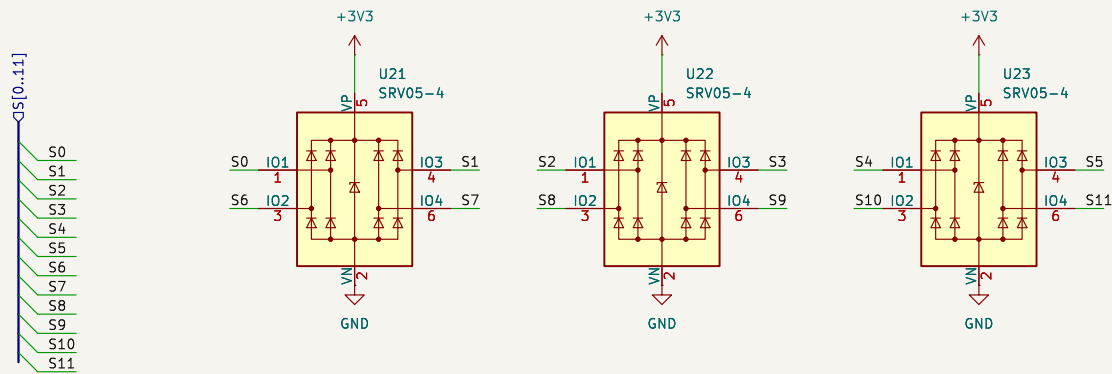 S[0..11]
S0
S1
S2
S3
S4
S5
S6
S7
S8
S9
S10
S11
+3V3
U21
SRV05-4
VP 5
S0 IO1 1
IO3 4 S1
S6 IO2 3
IO4 6 S7
VN 2
GND
+3V3
U22
SRV05-4
VP 5
S2 IO1 1
IO3 4 S3
S8 IO2 3
IO4 6 S9
VN 2
GND
+3V3
U23
SRV05-4
VP 5
S4 IO1 1
IO3 4 S5
S10 IO2 3
IO4 6 S11
VN 2
GND